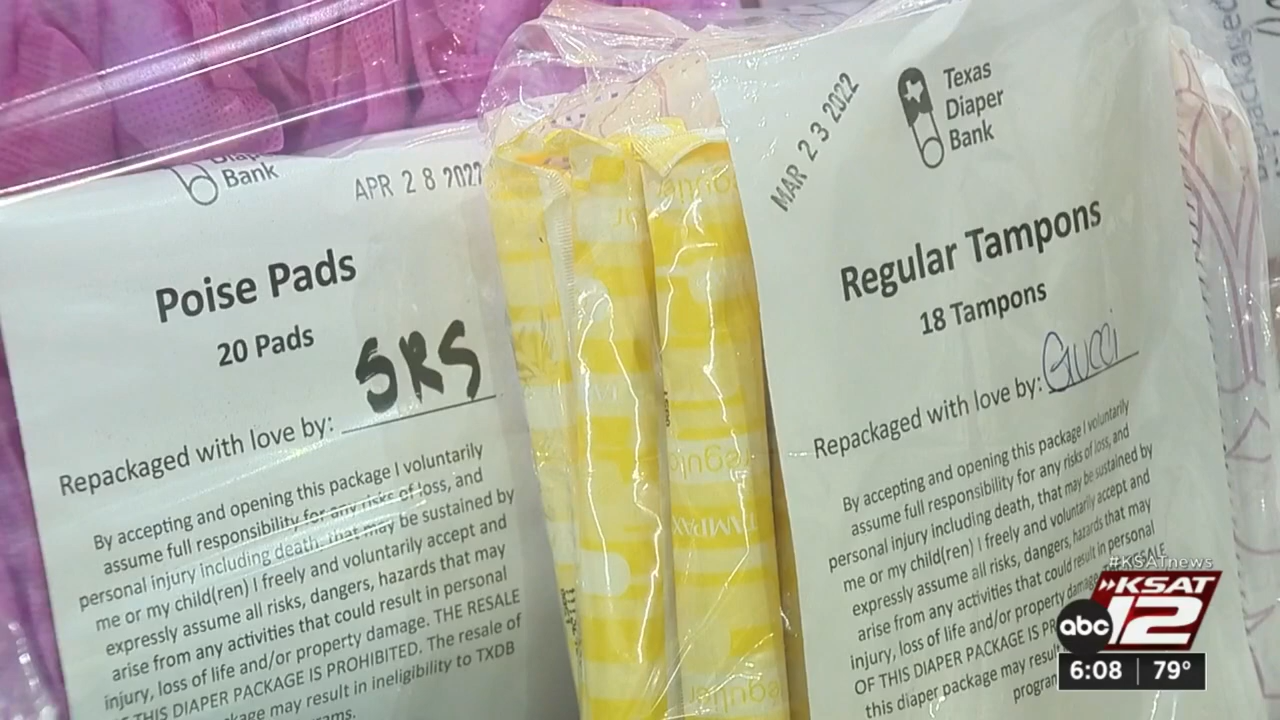 Bank
APR 2 8 2022
Poise Pads
20 Pads
Repackaged with love by: SRS
By accepting and opening this package I voluntarily
assume full responsibility for any risks of loss, and
personal injury including death, that may be sustained by
me or my child(ren) I freely and voluntarily accept and
expressly assume all risks, dangers, hazards that may
arise from any activities that could result in personal
injury, loss of life and/or property damage. THE RESALE
OF THIS DIAPER PACKAGE IS PROHIBITED. The resale of
package may result in ineligibility to TXDB
regular
TAMPAX
regular
MAR 2 3 2022
Texas
Diaper
Bank
Regular Tampons
18 Tampons
Repackaged with love by: Gucci
By accepting and opening this package I voluntarily
assume full responsibility for any risks of loss, and
personal injury including death, that may be sustained by
me or my child(ren) I freely and voluntarily accept and
expressly assume all risks, dangers, hazards that may
arise from any activities that could result in personal
injury, loss of life and/or property damage
OF THIS DIAPER PACKAGE IS
this diaper package may result
#KSATnews
KSAT
abc 12
6:08 79°